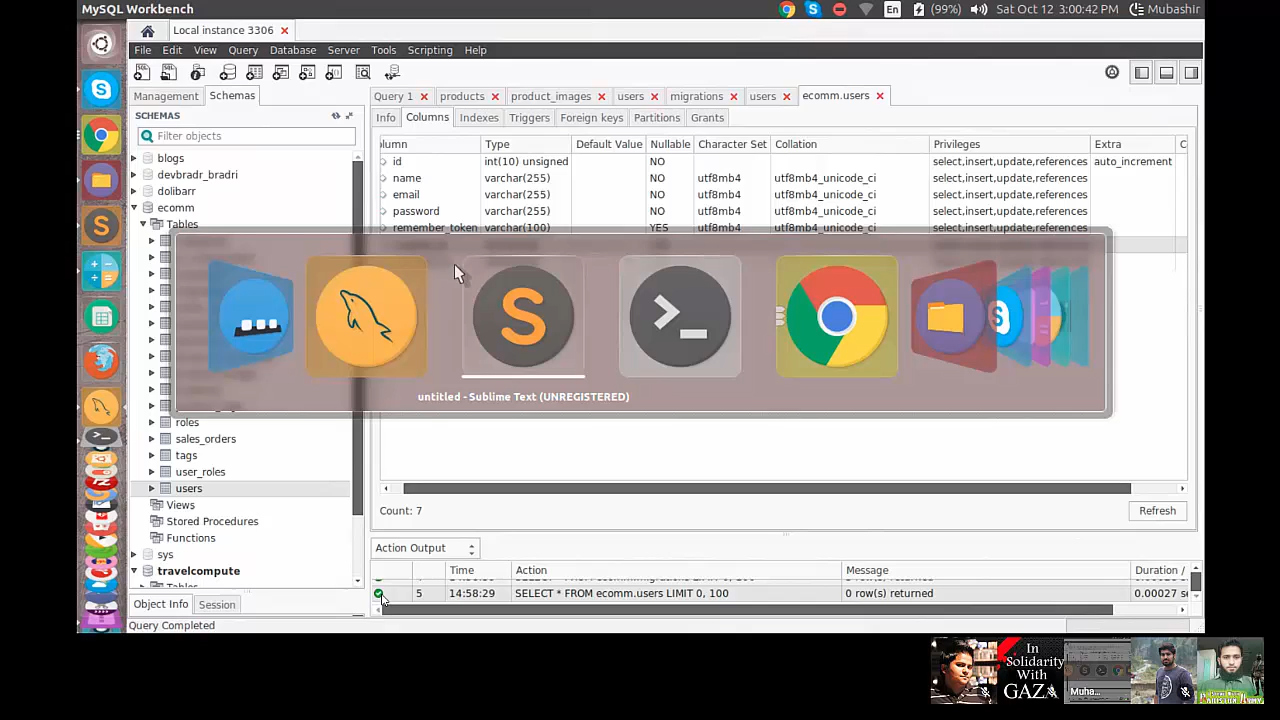 MySQL Workbench
En
(99%)
Sat Oct 12 3:00:42 PM
Mubashir
Local instance 3306
File Edit View Query Database Server Tools Scripting Help
Management Schemas
Query 1 products product_images users migrations users ecomm.users
SCHEMAS
Info Columns Indexes Triggers Foreign keys Partitions Grants
Filter objects
lumn Type Default Value Nullable Character Set Collation Privileges Extra C
id int(10) unsigned NO select,insert,update,references auto_increment
name varchar(255) NO utf8mb4 utf8mb4_unicode_ci select,insert,update,references
email varchar(255) NO utf8mb4 utf8mb4_unicode_ci select,insert,update,references
password varchar(255) NO utf8mb4 utf8mb4_unicode_ci select,insert,update,references
remember_token varchar(100) YES utf8mb4 utf8mb4_unicode_ci select,insert,update,references
blogs
devbradr_bradri
dolibarr
ecomm
Tables
untitled - Sublime Text (UNREGISTERED)
roles
sales_orders
tags
user_roles
users
Views
Stored Procedures
Functions
sys
travelcompute
Count: 7
Refresh
Action Output
Time Action Message Duration /
5 14:58:29 SELECT * FROM ecomm.users LIMIT 0, 100 0 row(s) returned 0.00027 se
Object Info Session
Query Completed
In
Solidarity
With
GAZA
Muha...